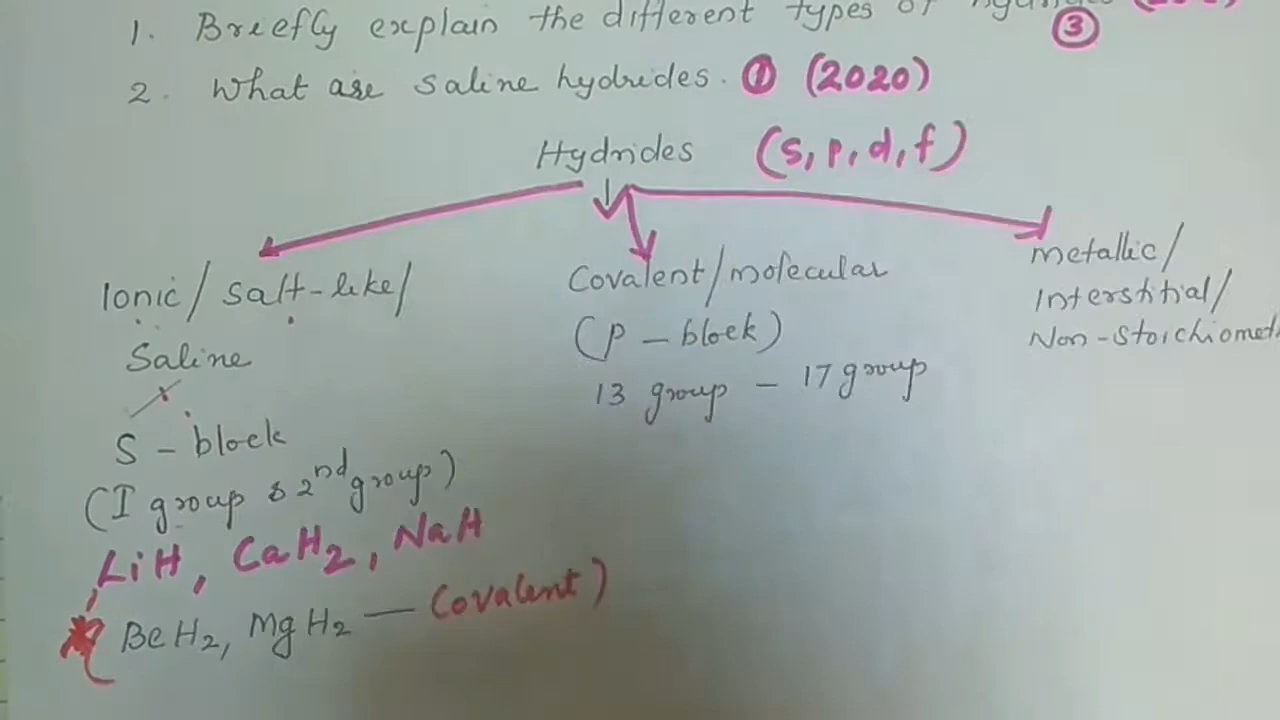 1. Breefly explain the different types of
③
2. What are saline hydrides. ① (2020)
Hydrides (s, p, d, f)
Ionic/ salt-like/
Saline
S - block
(I group & 2nd group)
LiH, CaH2, NaH
BeH2, MgH2 — Covalent)
Covalent/molecular
(P - block)
13 group - 17 group
Metallic/
Interstitial/